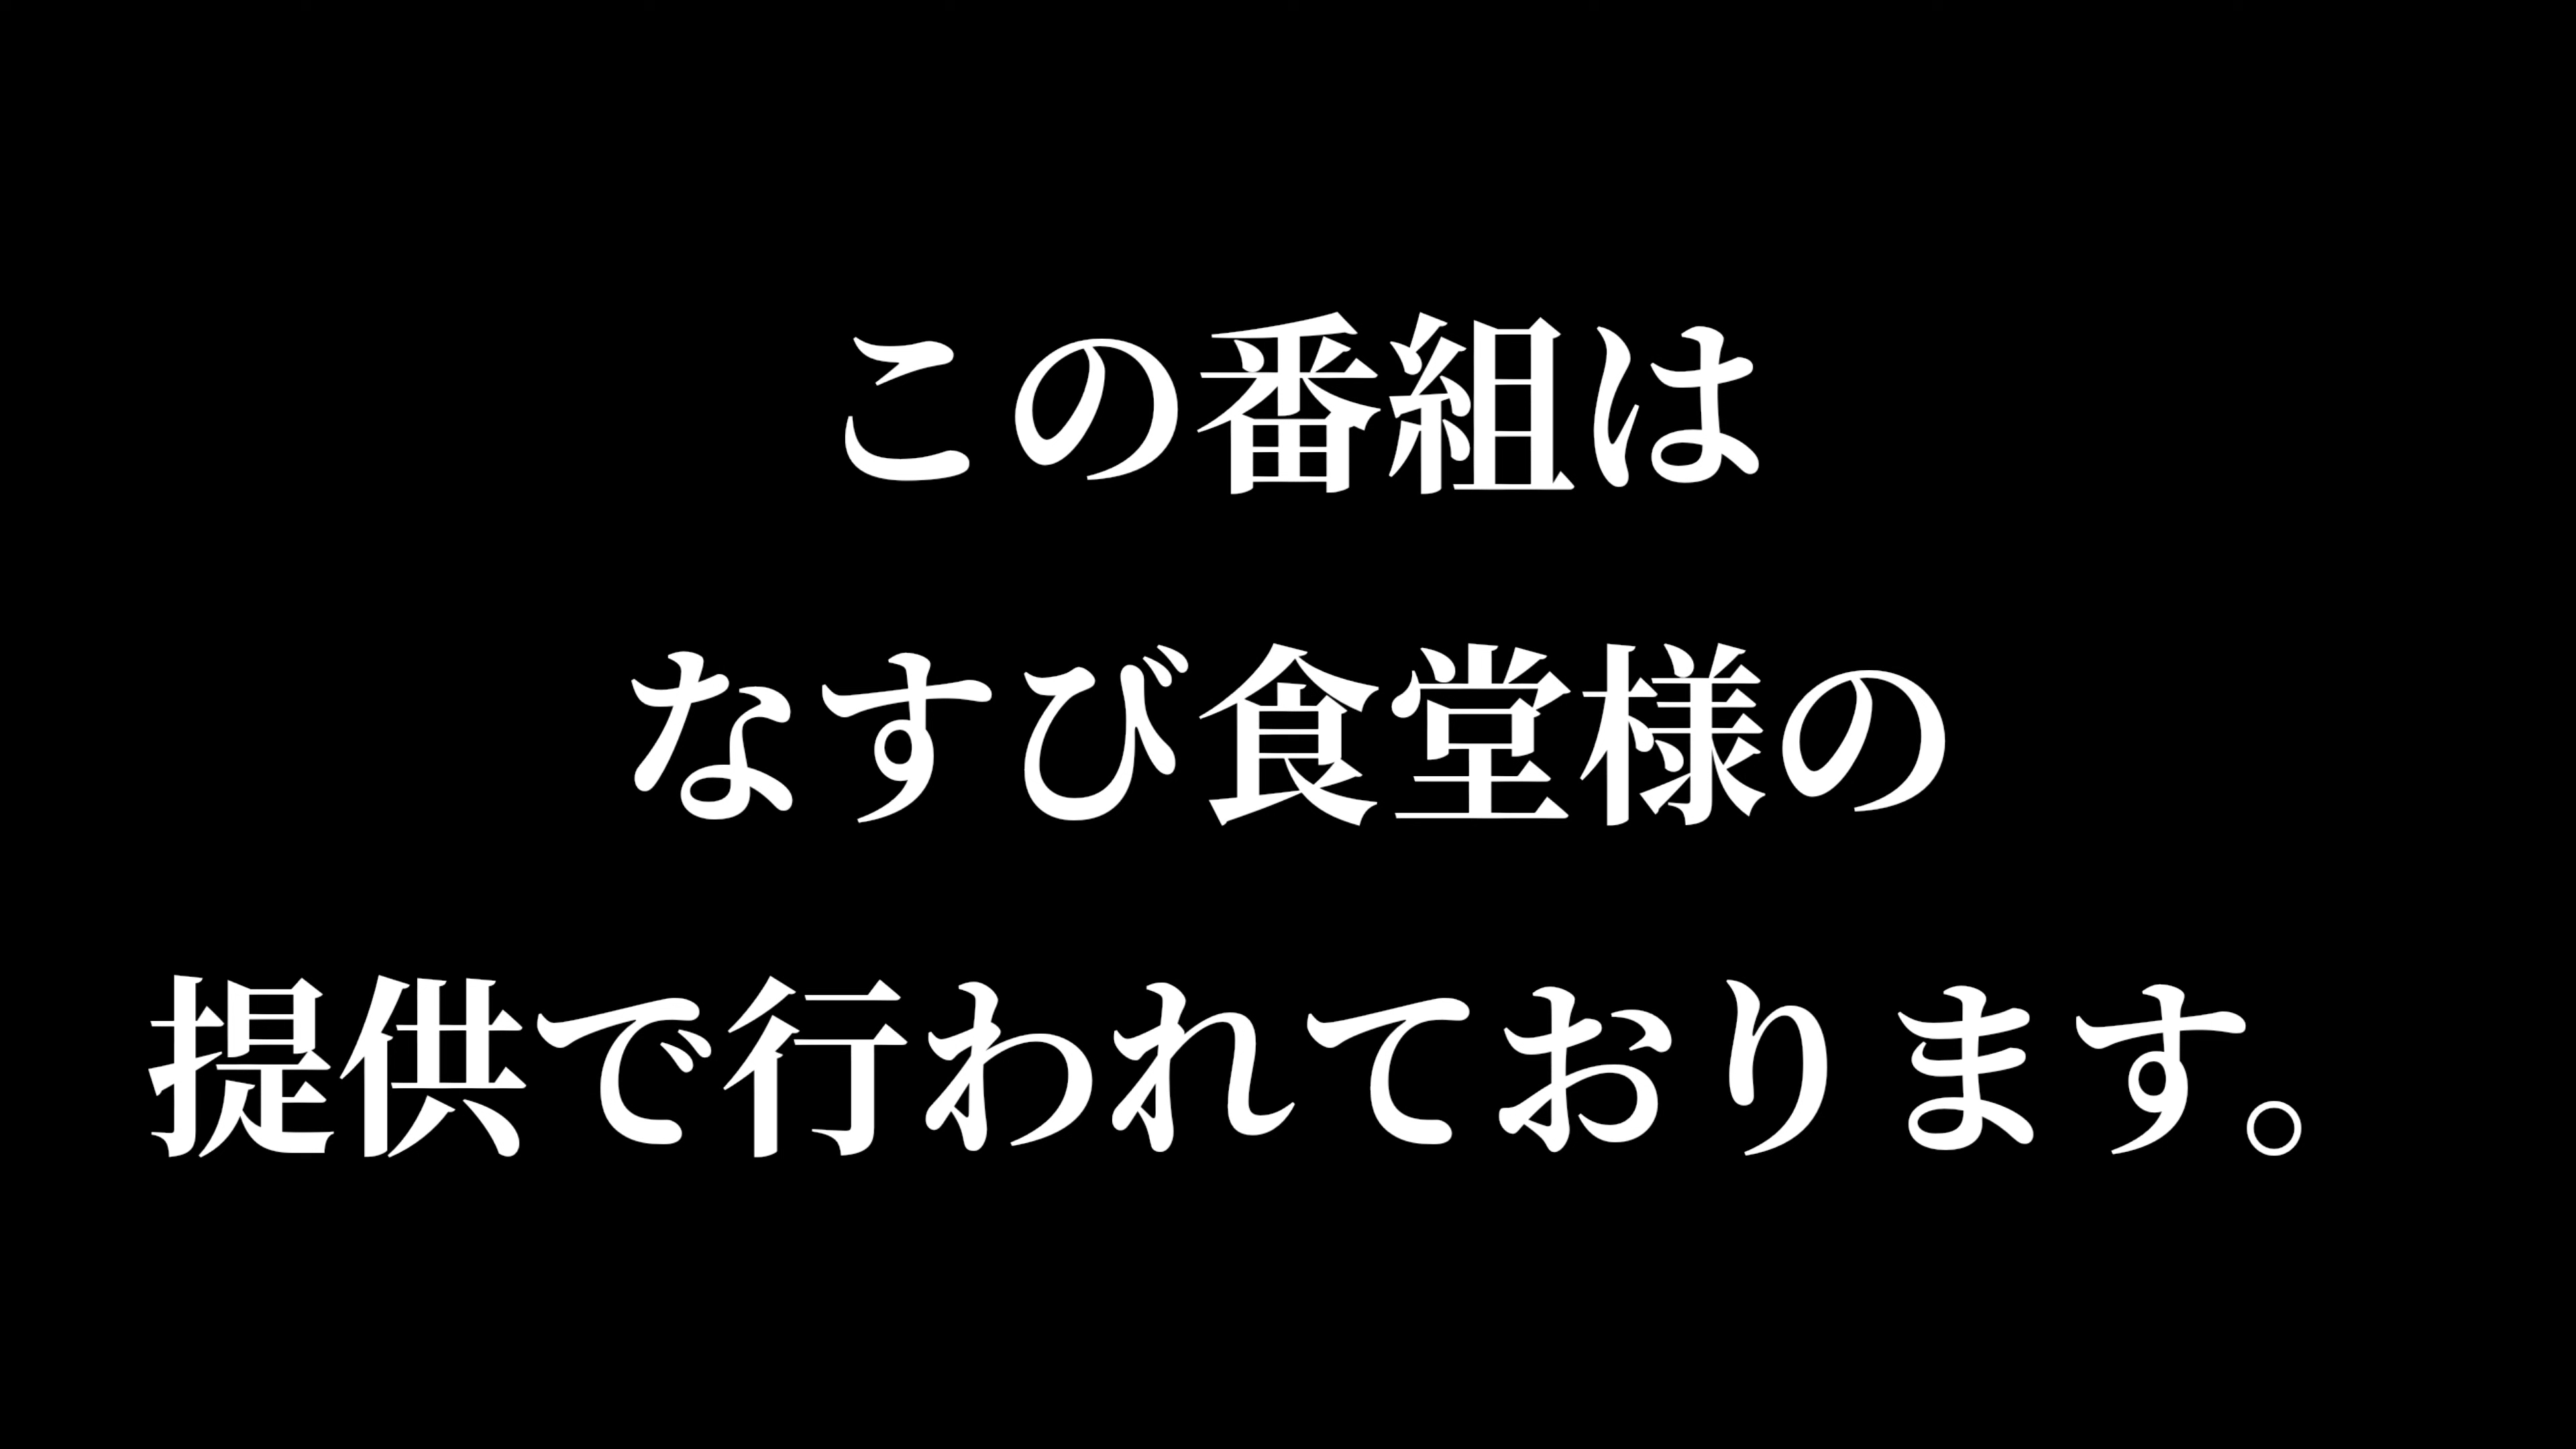 この番組は
なすび食堂様の
提供で行われております。